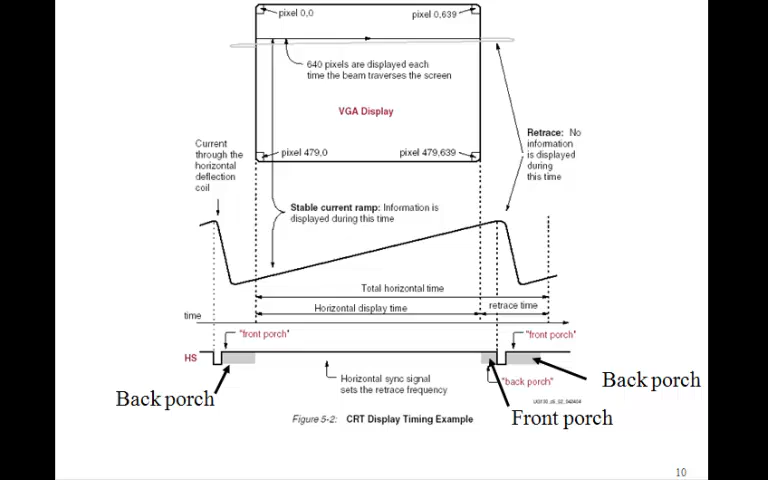 pixel 0,0
pixel 0,639
640 pixels are displayed each
time the beam traverses the screen
VGA Display
Retrace: No
information
is displayed
during
this time
Current
through the
horizontal
deflection
coil
pixel 479,0
pixel 479,639
Stable current ramp: Information is
displayed during this time
Total horizontal time
Horizontal display time
retrace time
time
"front porch"
"front porch"
HS
Horizontal sync signal
sets the retrace frequency
"back porch"
Back porch
Back porch
Front porch
Figure 5-2: CRT Display Timing Example
10